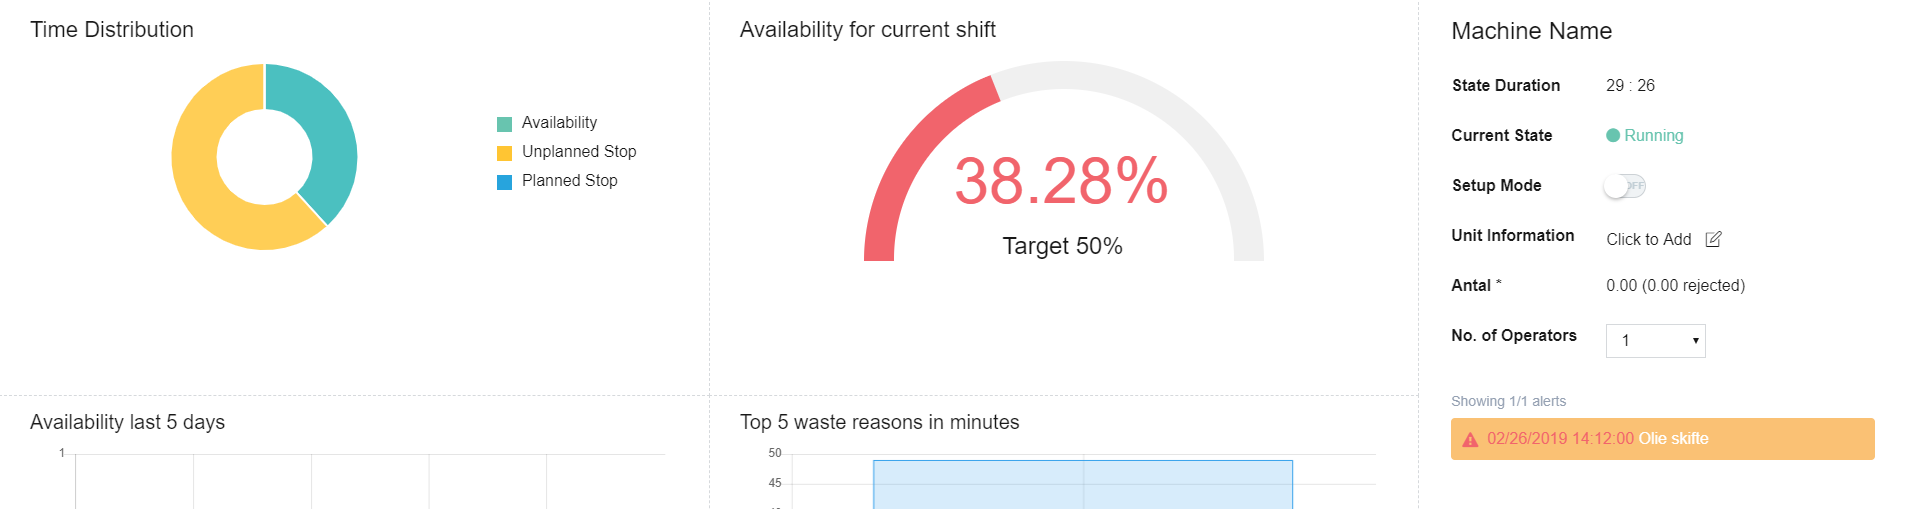 Time Distribution
Availability
Unplanned Stop
Planned Stop
Availability for current shift
38.28%
Target 50%
Machine Name
State Duration 29 : 26
Current State Running
Setup Mode OFF
Unit Information Click to Add
Antal * 0.00 (0.00 rejected)
No. of Operators 1
Showing 1/1 alerts
02/26/2019 14:12:00 Olie skifte
Availability last 5 days
1
Top 5 waste reasons in minutes
50
45